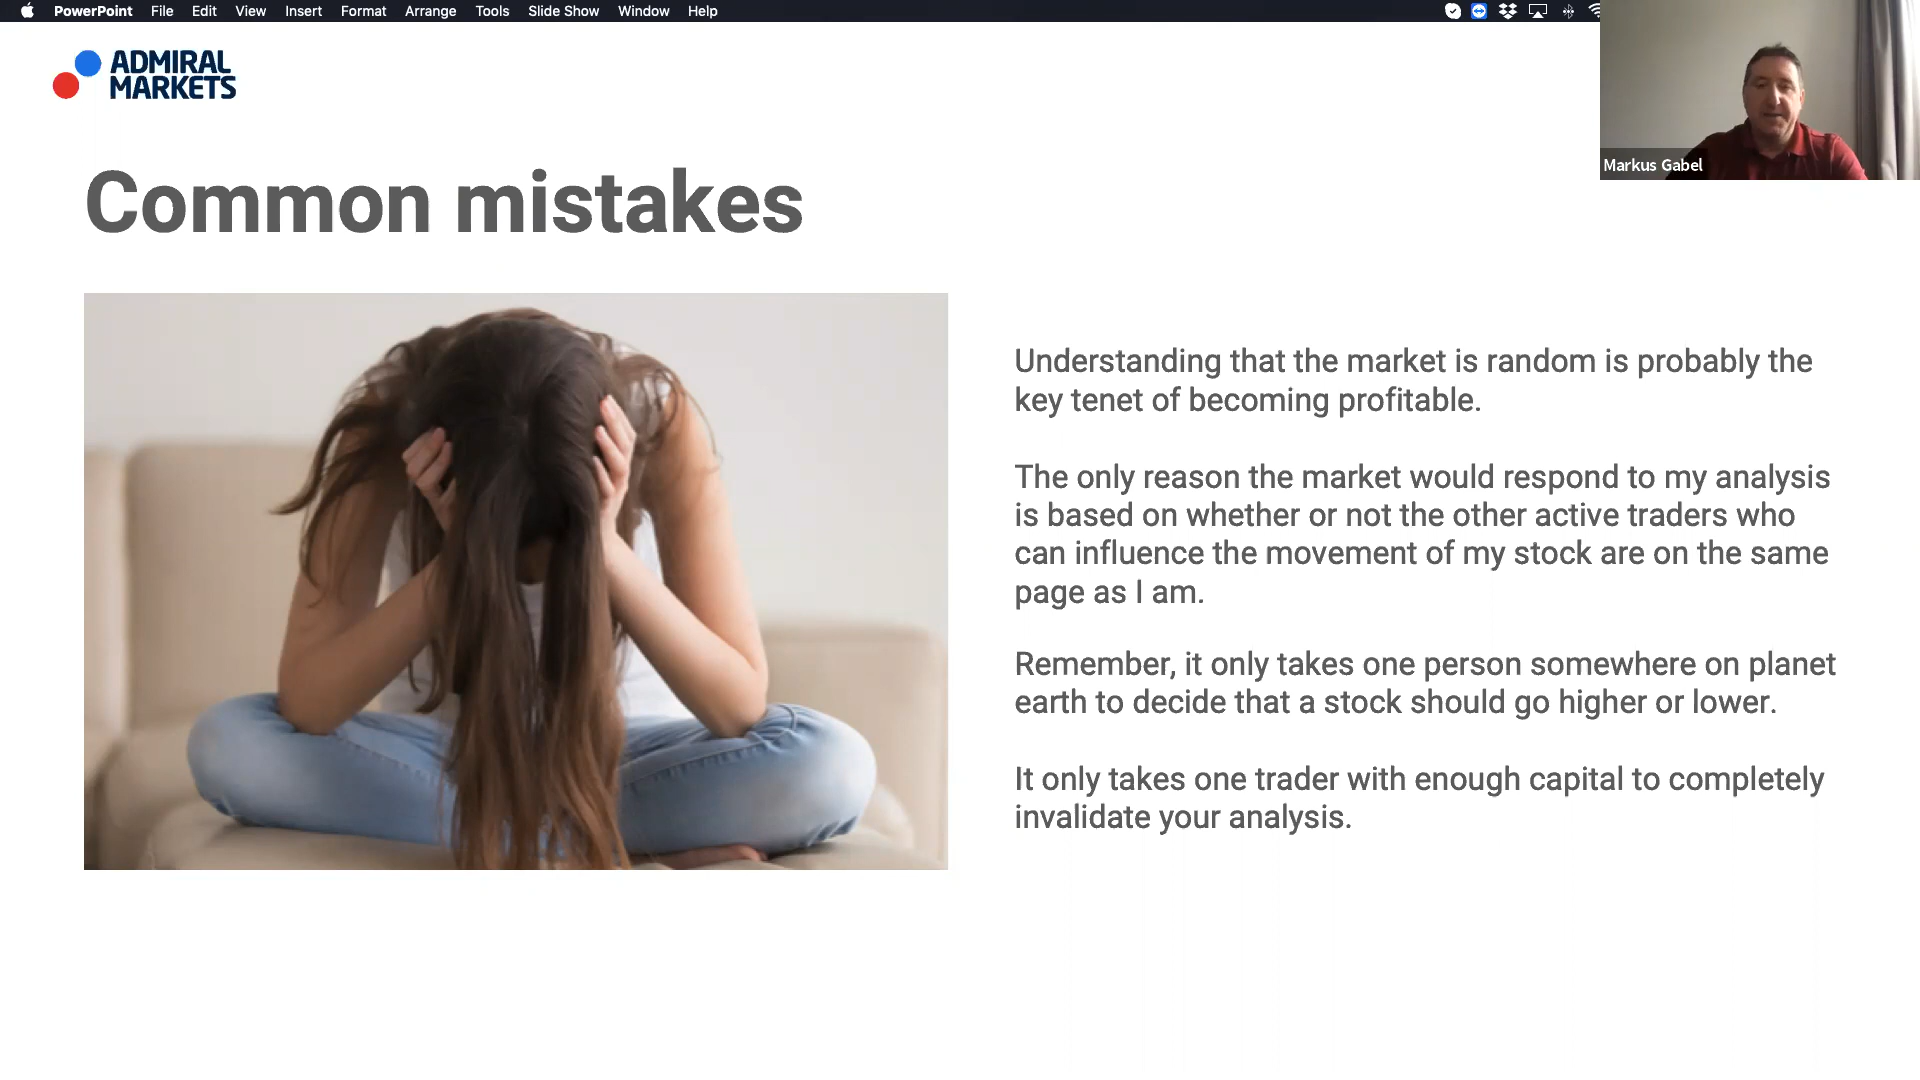 PowerPoint File Edit View Insert Format Arrange Tools Slide Show Window Help
ADMIRAL
MARKETS
Markus Gabel
Common mistakes
Understanding that the market is random is probably the
key tenet of becoming profitable.
The only reason the market would respond to my analysis
is based on whether or not the other active traders who
can influence the movement of my stock are on the same
page as I am.
Remember, it only takes one person somewhere on planet
earth to decide that a stock should go higher or lower.
It only takes one trader with enough capital to completely
invalidate your analysis.